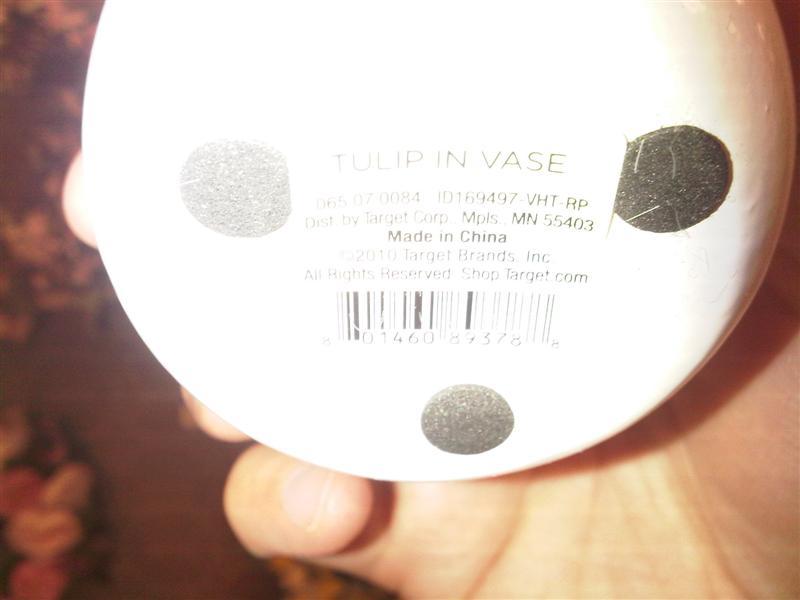 TULIP IN VASE
065 07 0084 ID169497-VHT-RP
Dist. by Target Corp., Mpls., MN 55403
Made in China
©2010 Target Brands, Inc.
All Rights Reserved Shop Target.com
8 01460 89378 8